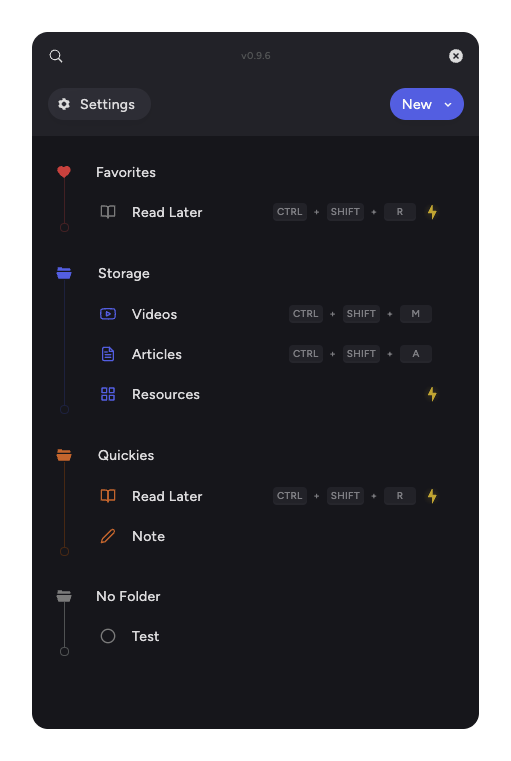 v0.9.6
Settings
New
Favorites
Read Later CTRL + SHIFT + R
Storage
Videos CTRL + SHIFT + M
Articles CTRL + SHIFT + A
Resources
Quickies
Read Later CTRL + SHIFT + R
Note
No Folder
Test